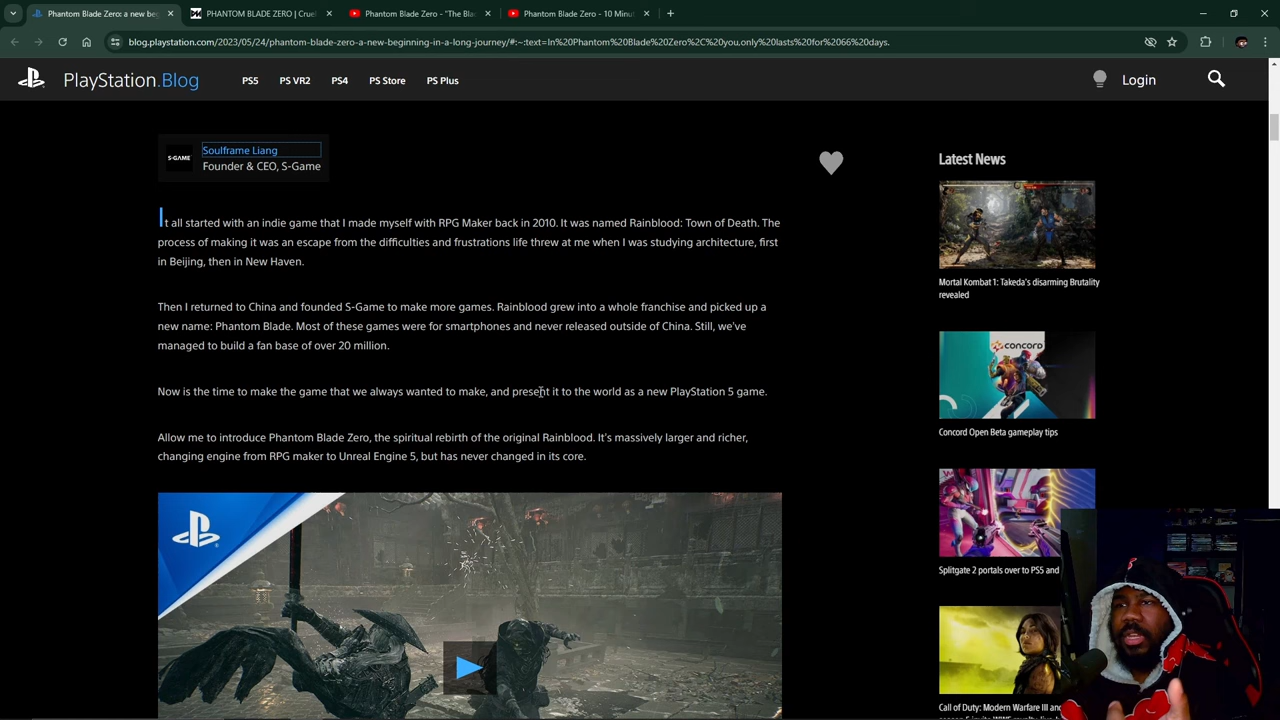 Phantom Blade Zero: a new be
PHANTOM BLADE ZERO | Cruel
Phantom Blade Zero - "The Bla
Phantom Blade Zero - 10 Minut
blog.playstation.com/2023/05/24/phantom-blade-zero-a-new-beginning-in-a-long-journey/#:~:text=In%20Phantom%20Blade%20Zero%2C%20you,only%20lasts%20for%2066%20days.
PlayStation.Blog
PS5
PS VR2
PS4
PS Store
PS Plus
Login
S-GAME
Soulframe Liang
Founder & CEO, S-Game
It all started with an indie game that I made myself with RPG Maker back in 2010. It was named Rainblood: Town of Death. The
process of making it was an escape from the difficulties and frustrations life threw at me when I was studying architecture, first
in Beijing, then in New Haven.
Then I returned to China and founded S-Game to make more games. Rainblood grew into a whole franchise and picked up a
new name: Phantom Blade. Most of these games were for smartphones and never released outside of China. Still, we've
managed to build a fan base of over 20 million.
Now is the time to make the game that we always wanted to make, and present it to the world as a new PlayStation 5 game.
Allow me to introduce Phantom Blade Zero, the spiritual rebirth of the original Rainblood. It's massively larger and richer,
changing engine from RPG maker to Unreal Engine 5, but has never changed in its core.
Latest News
Mortal Kombat 1: Takeda's disarming Brutality
revealed
CONCORD
Concord Open Beta gameplay tips
Splitgate 2 portals over to PS5 and
Call of Duty: Modern Warfare III and